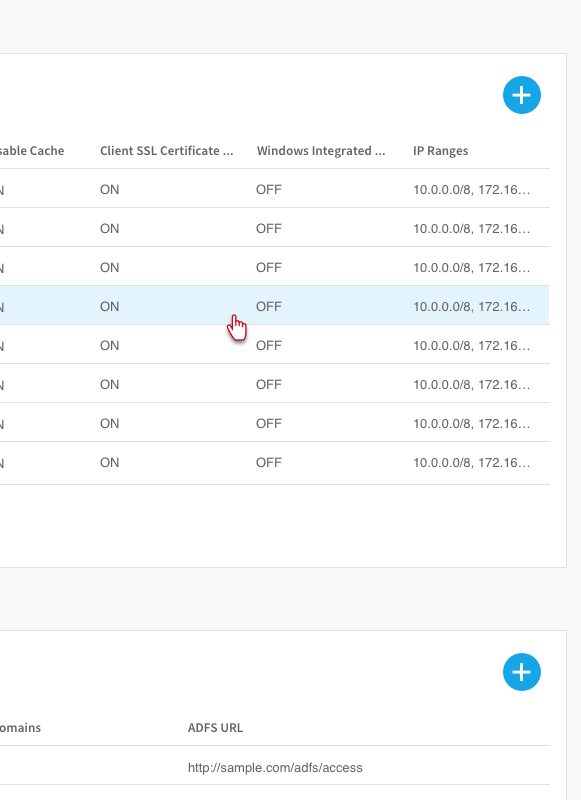 sable Cache Client SSL Certificate ... Windows Integrated ... IP Ranges
N ON OFF 10.0.0.0/8, 172.16...
N ON OFF 10.0.0.0/8, 172.16...
N ON OFF 10.0.0.0/8, 172.16...
N ON OFF 10.0.0.0/8, 172.16...
N ON OFF 10.0.0.0/8, 172.16...
N ON OFF 10.0.0.0/8, 172.16...
N ON OFF 10.0.0.0/8, 172.16...
N ON OFF 10.0.0.0/8, 172.16...
omains ADFS URL
http://sample.com/adfs/access